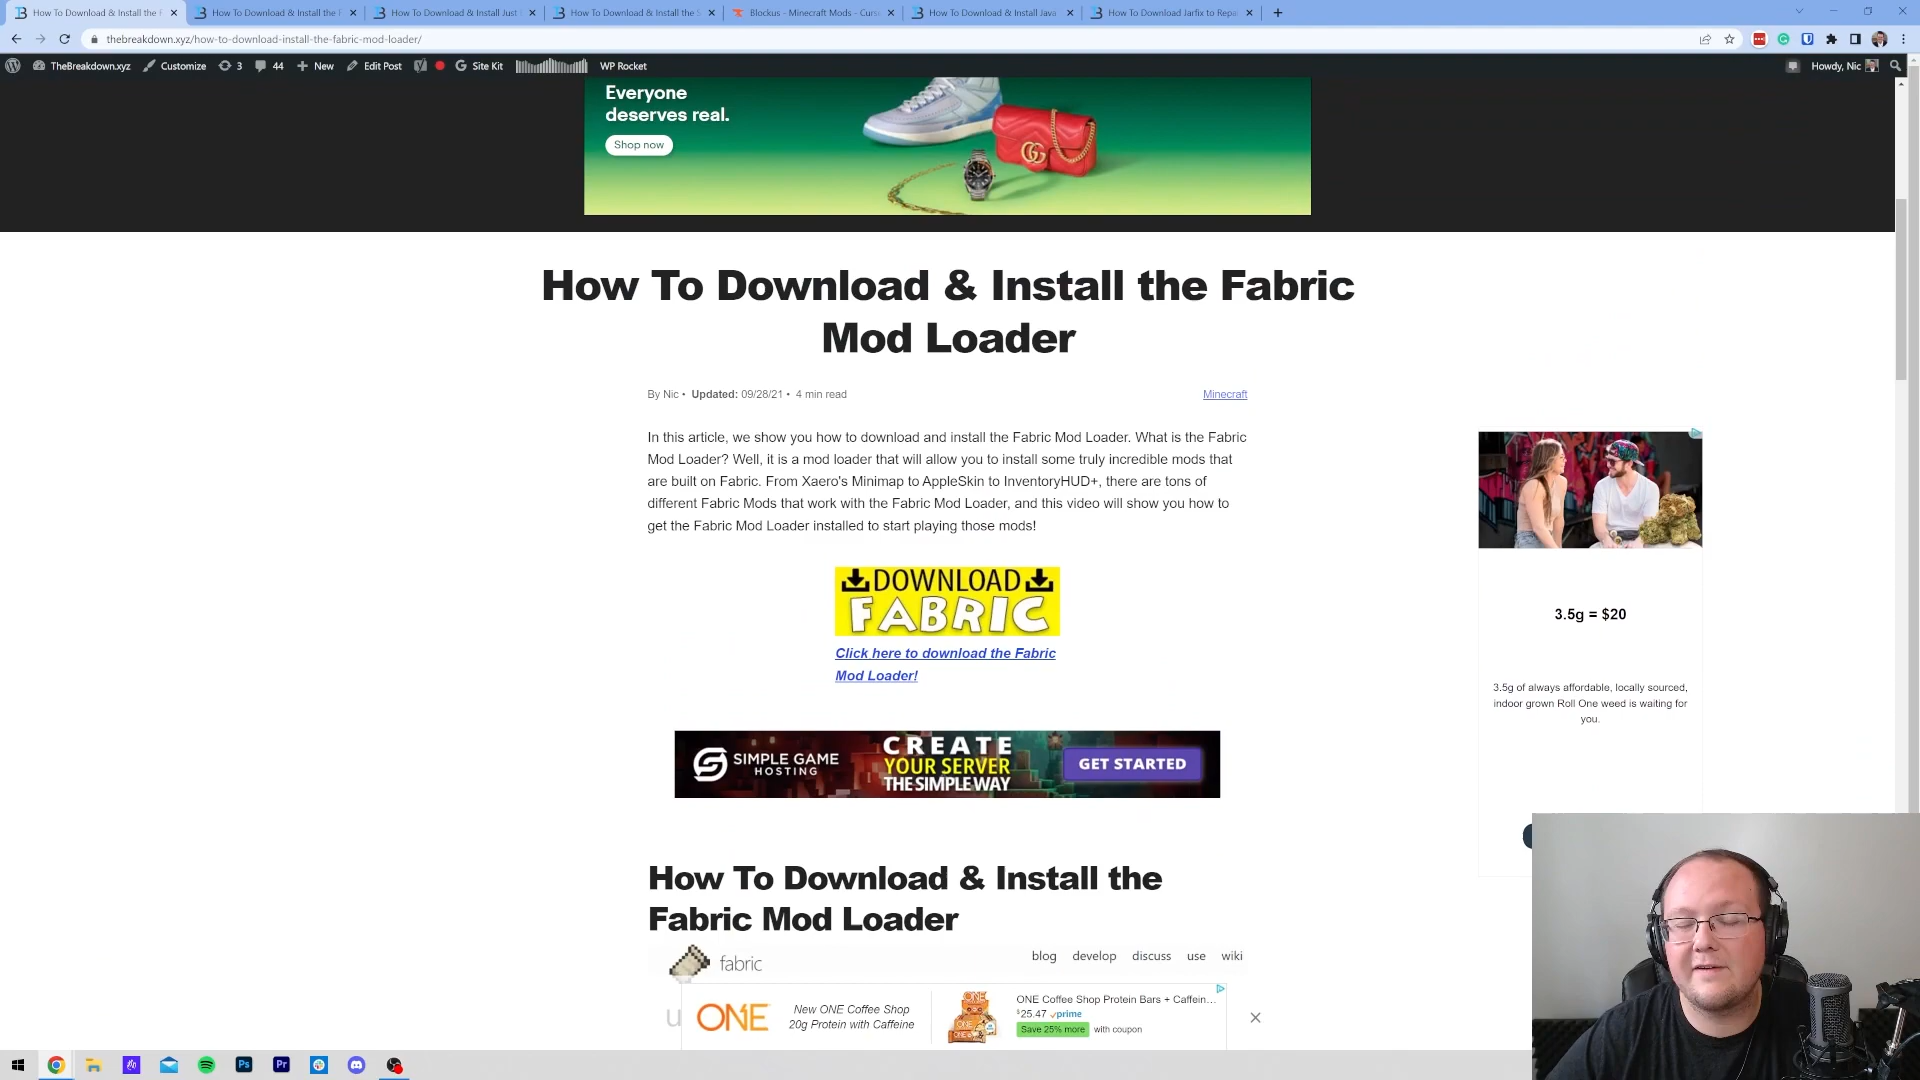 How To Download & Install the F
How To Download & Install the F
How To Download & Install Just
How To Download & Install the S
Blockus - Minecraft Mods - Curs
How To Download & Install Java
How To Download Jarfix to Repai
thebreakdown.xyz/how-to-download-install-the-fabric-mod-loader/
TheBreakdown.xyz
Customize
3
44
New
Edit Post
Site Kit
WP Rocket
Howdy, Nic
Everyone
deserves real.
Shop now
How To Download & Install the Fabric
Mod Loader
By Nic • Updated: 09/28/21 • 4 min read
Minecraft
In this article, we show you how to download and install the Fabric Mod Loader. What is the Fabric
Mod Loader? Well, it is a mod loader that will allow you to install some truly incredible mods that
are built on Fabric. From Xaero's Minimap to AppleSkin to InventoryHUD+, there are tons of
different Fabric Mods that work with the Fabric Mod Loader, and this video will show you how to
get the Fabric Mod Loader installed to start playing those mods!
DOWNLOAD
FABRIC
Click here to download the Fabric
Mod Loader!
3.5g = $20
3.5g of always affordable, locally sourced,
indoor grown Roll One weed is waiting for
you.
SIMPLE GAME
HOSTING
CREATE
YOUR SERVER
THE SIMPLE WAY
GET STARTED
How To Download & Install the
Fabric Mod Loader
fabric
blog develop discuss use wiki
ONE
New ONE Coffee Shop
20g Protein with Caffeine
ONE Coffee Shop Protein Bars + Caffein...
$25.47 prime
Save 25% more with coupon
Ps
Pr